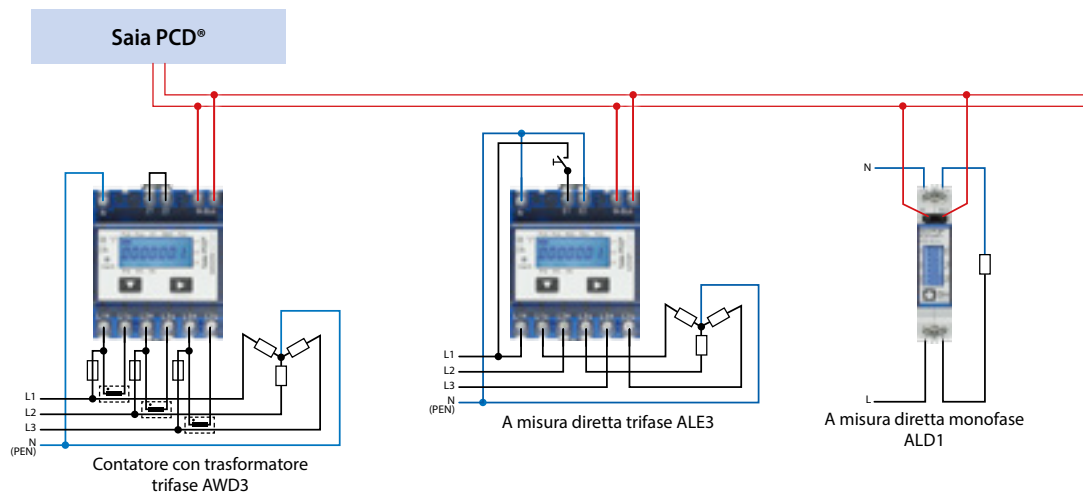 Saia PCD®
N
L1
L2
L3
N
(PEN)
Contatore con trasformatore
trifase AWD3
L1
L2
L3
N
(PEN)
A misura diretta trifase ALE3
N
L
A misura diretta monofase
ALD1